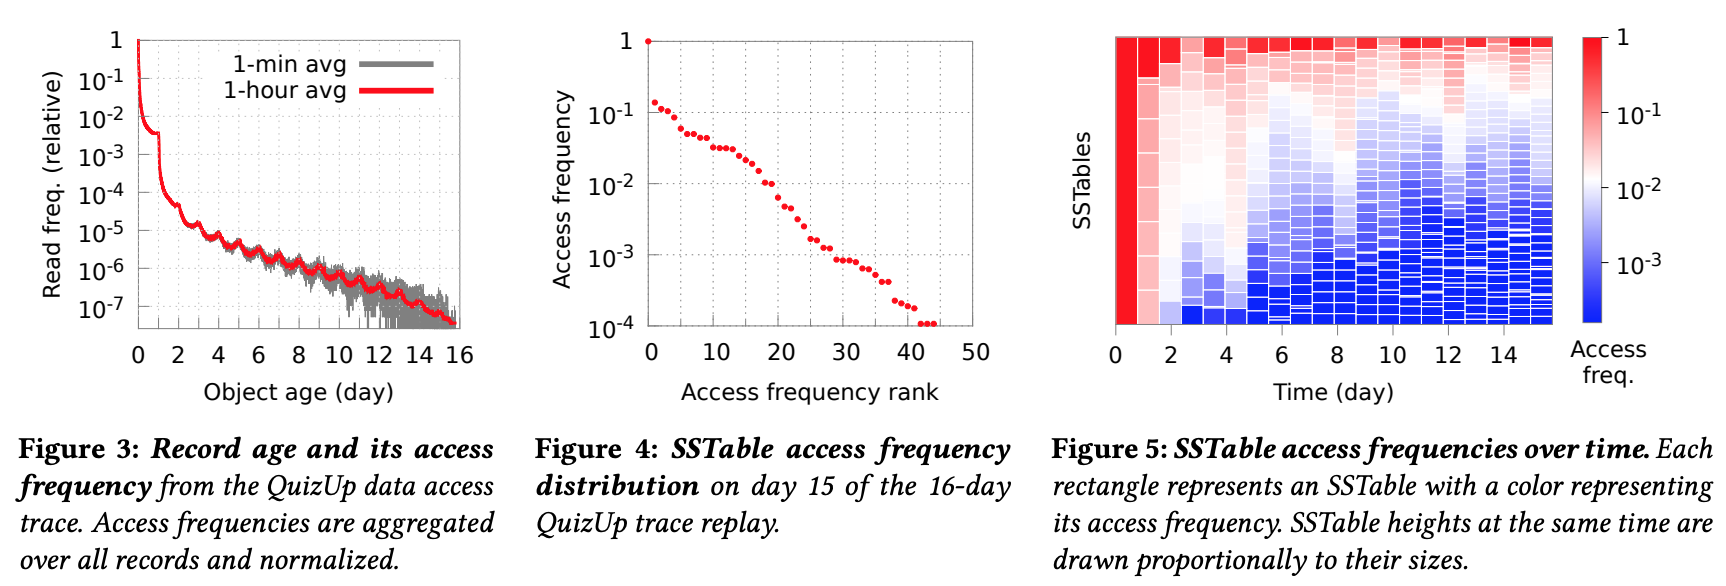 1
10-1
10-2
10-3
10-4
10-5
10-6
10-7
Read freq. (relative)
1-min avg
1-hour avg
0 2 4 6 8 10 12 14 16
Object age (day)
Figure 3: Record age and its access
frequency from the QuizUp data access
trace. Access frequencies are aggregated
over all records and normalized.
1
10-1
10-2
10-3
10-4
Access frequency
0 10 20 30 40 50
Access frequency rank
Figure 4: SSTable access frequency
distribution on day 15 of the 16-day
QuizUp trace replay.
SSTables
0 2 4 6 8 10 12 14
Time (day)
1
10-1
10-2
10-3
Access
freq.
Figure 5: SSTable access frequencies over time. Each
rectangle represents an SSTable with a color representing
its access frequency. SSTable heights at the same time are
drawn proportionally to their sizes.